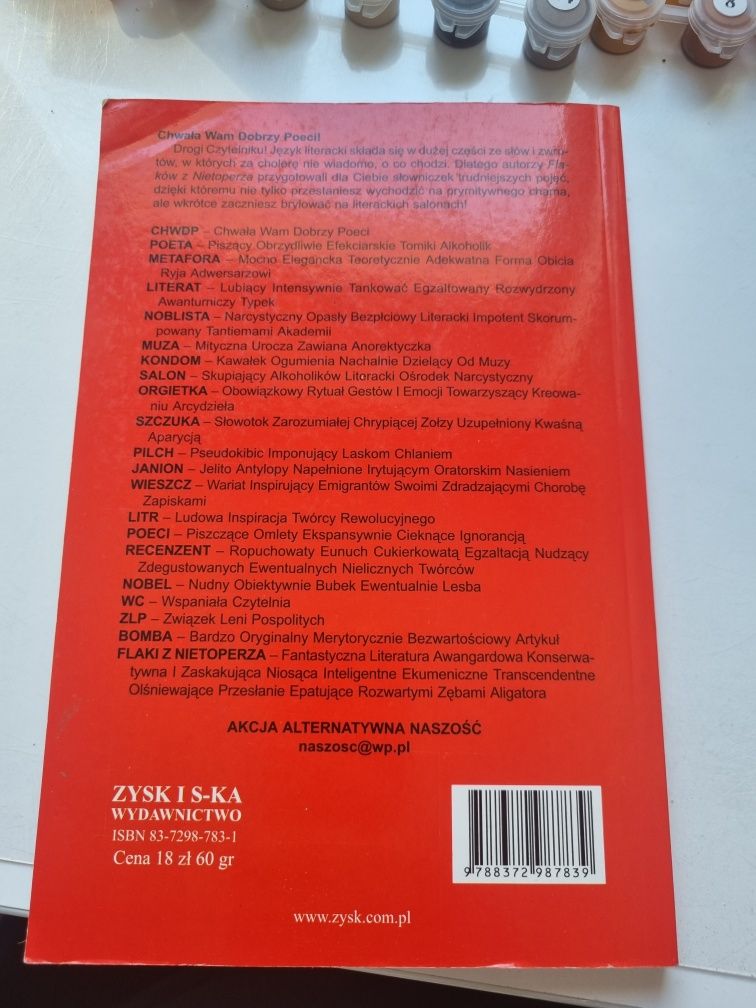 Chwała Wam Dobrzy Poeci!
Drogi Czytelniku! Język literacki składa się w dużej części ze słów i zwro-
tów, w których za cholerę nie wiadomo, o co chodzi. Dlatego autorzy Fla-
ków z Nietoperza przygotowali dla Ciebie słowniczek trudniejszych pojęć,
dzięki któremu nie tylko przestaniesz wychodzić na prymitywnego chama,
ale wkrótce zaczniesz brylować na literackich salonach!
CHWDP – Chwała Wam Dobrzy Poeci
POETA – Piszący Obrzydliwie Efekciarskie Tomiki Alkoholik
METAFORA – Mocno Elegancka Teoretycznie Adekwatna Forma Obicia
Ryja Adwersarzowi
LITERAT – Lubiący Intensywnie Tankować Egzaltowany Rozwydrzony
Awanturniczy Typek
NOBLISTA – Narcystyczny Opasły Bezpłciowy Literacki Impotent Skorum-
powany Tantiemami Akademii
MUZA – Mityczna Urocza Zawiana Anorektyczka
KONDOM – Kawałek Ogumienia Nachalnie Dzielący Od Muzy
SALON – Skupiający Alkoholików Litoracki Ośrodek Narcystyczny
ORGIETKA – Obowiązkowy Rytuał Gestów I Emocji Towarzyszący Kreowa-
niu Arcydzieła
SZCZUKA – Słowotok Zarozumiałej Chrypiącej Zołzy Uzupełniony Kwaśną
Aparycją
PILCH – Pseudokibic Imponujący Laskom Chlaniem
JANION – Jelito Antylopy Napełnione Irytującym Oratorskim Nasieniem
WIESZCZ – Wariat Inspirujący Emigrantów Swoimi Zdradzającymi Chorobę
Zapiskami
LITR – Ludowa Inspiracja Twórcy Rewolucyjnego
POECI – Piszczące Omlety Ekspansywnie Cieknące Ignorancją
RECENZENT – Ropuchowaty Eunuch Cukierkowatą Egzaltacją Nudzący
Zdegustowanych Ewentualnych Nielicznych Twórców
NOBEL – Nudny Obiektywnie Bubek Ewentualnie Lesba
WC – Wspaniała Czytelnia
ZLP – Związek Leni Pospolitych
BOMBA – Bardzo Oryginalny Merytorycznie Bezwartościowy Artykuł
FLAKI Z NIETOPERZA – Fantastyczna Literatura Awangardowa Konserwa-
tywna I Zaskakująca Niosąca Inteligentne Ekumeniczne Transcendentne
Olśniewające Przesłanie Epatujące Rozwartymi Zębami Aligatora
AKCJA ALTERNATYWNA NASZOŚĆ
naszosc@wp.pl
ZYSK I S-KA
WYDAWNICTWO
ISBN 83-7298-783-1
Cena 18 zł 60 gr
9 788372 987839
www.zysk.com.pl